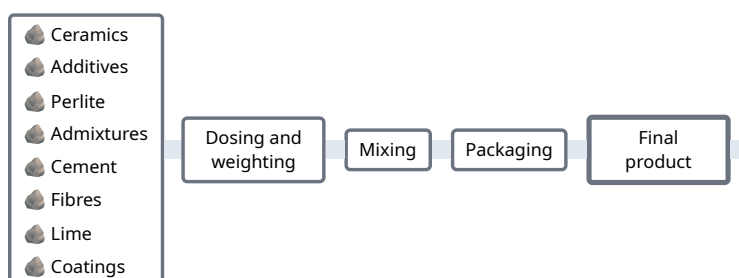 Ceramics
Additives
Perlite
Admixtures
Cement
Fibres
Lime
Coatings
Dosing and
weighting
Mixing
Packaging
Final
product